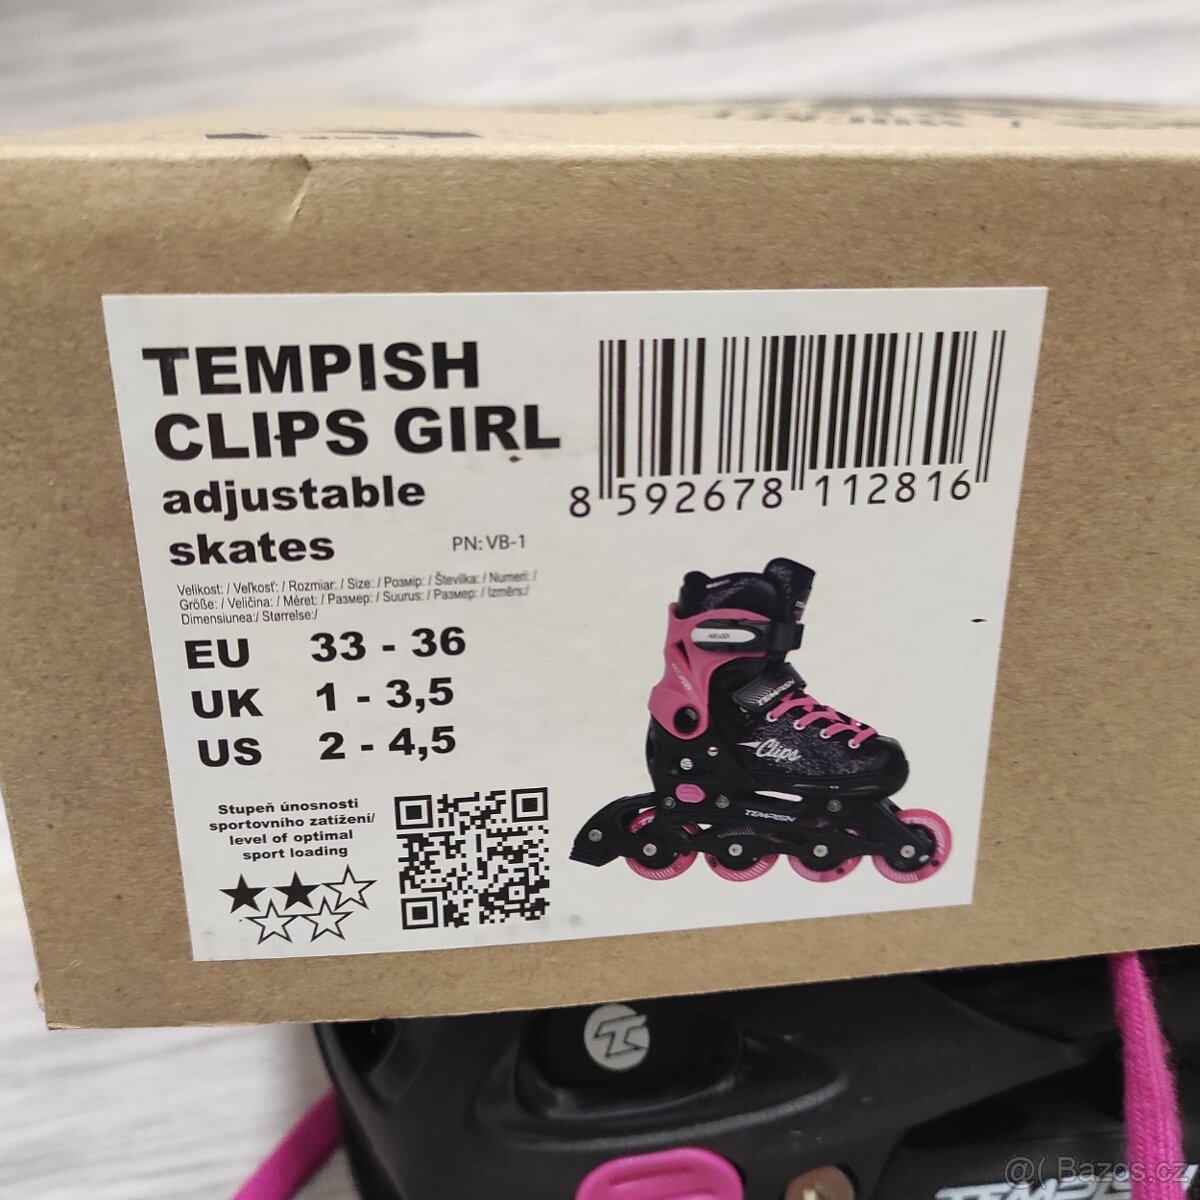 TEMPISH
CLIPS GIRL
adjustable
skates
PN: VB-1
8 592678 112816
Velikost: / Veľkosť: / Rozmiar: / Size: / Розмір: / Številka: / Numeri: /
Größe: / Veličina: / Méret: / Размер: / Suurus: / Размер: / Izmērs:/
Dimensiunea:/ Størrelse:/
EU 33 - 36
UK 1 - 3,5
US 2 - 4,5
Stupeň únosnosti
sportovního zatížení/
level of optimal
sport loading
TEMPISH
Clips
TEMPISH
TEMPISH
@( Bazos.cz